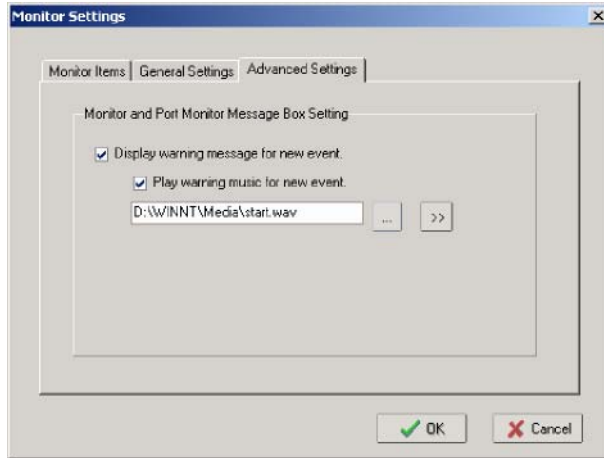 Monitor Settings
Monitor Items General Settings Advanced Settings
Monitor and Port Monitor Message Box Setting
Display warning message for new event.
Play warning music for new event.
D:\WINNT\Media\start.wav ... >>
OK Cancel